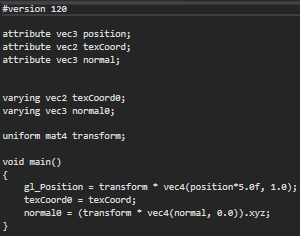 #version 120
attribute vec3 position;
attribute vec2 texCoord;
attribute vec3 normal;
varying vec2 texCoord0;
varying vec3 normal0;
uniform mat4 transform;
void main()
{
gl_Position = transform * vec4(position*5.0f, 1.0);
texCoord0 = texCoord;
normal0 = (transform * vec4(normal, 0.0)).xyz;
}